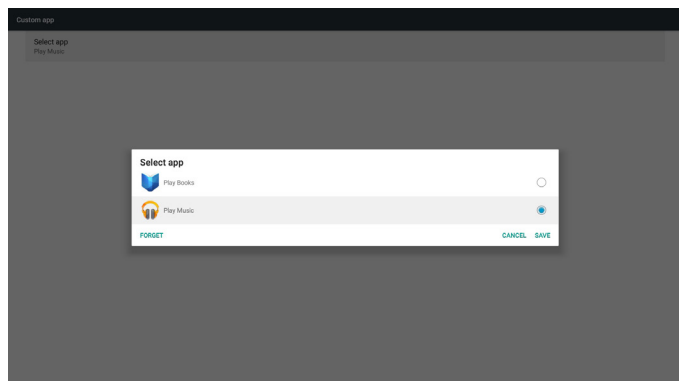 Custom app
Select app
Play Music
Select app
Play Books
Play Music
FORGET CANCEL SAVE